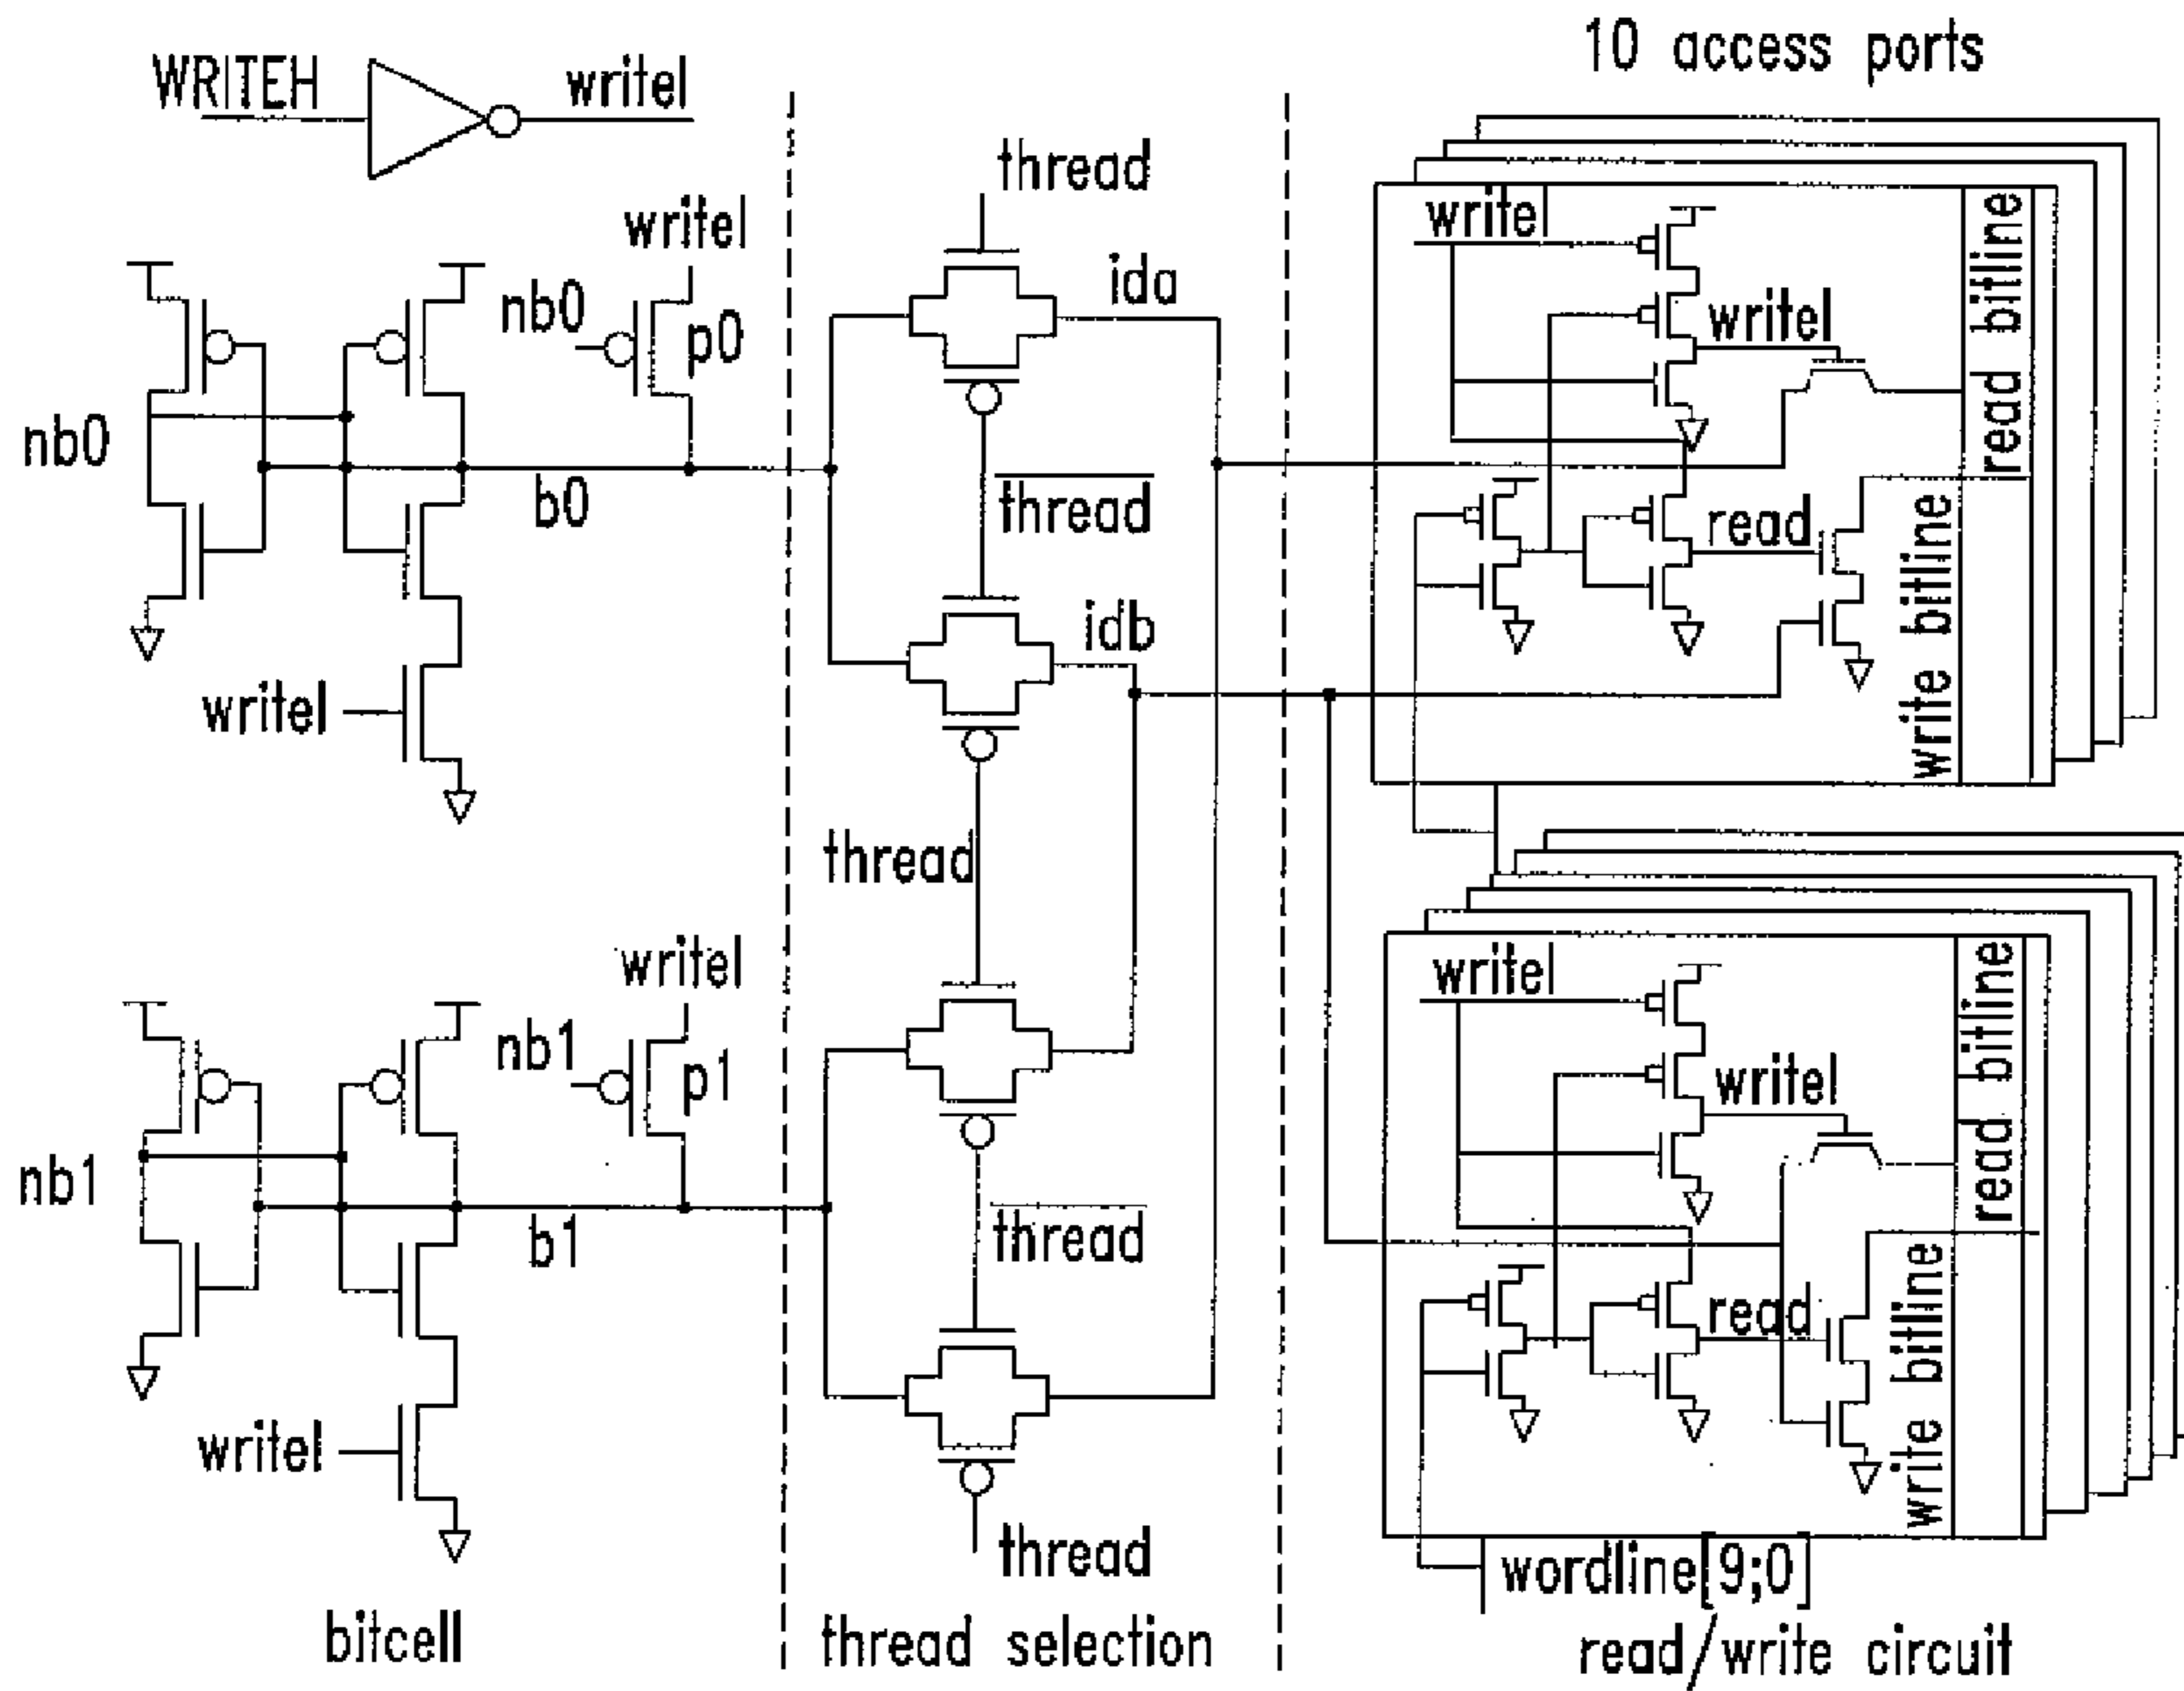 10 access ports
WRITEH
writel
thread
writel
nb0
p0
ida
writel
writel
read bitline
nb0
b0
thread
read
write bitline
idb
writel
thread
writel
nb1
p1
writel
writel
read bitline
nb1
b1
thread
read
write bitline
writel
thread
wordline[9;0]
bitcell
thread selection
read/write circuit